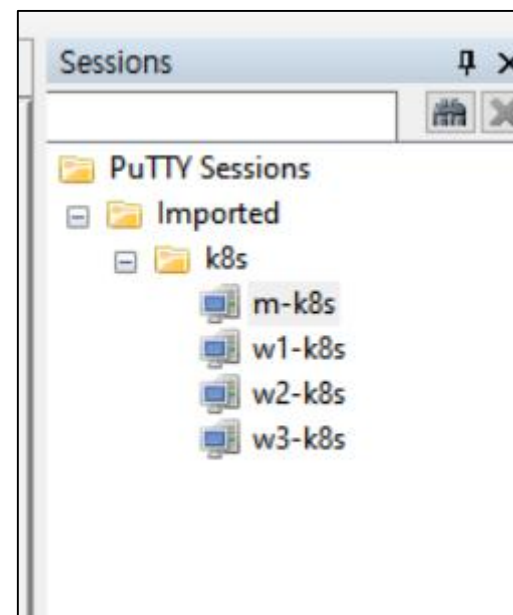 Sessions
PuTTY Sessions
Imported
k8s
m-k8s
w1-k8s
w2-k8s
w3-k8s